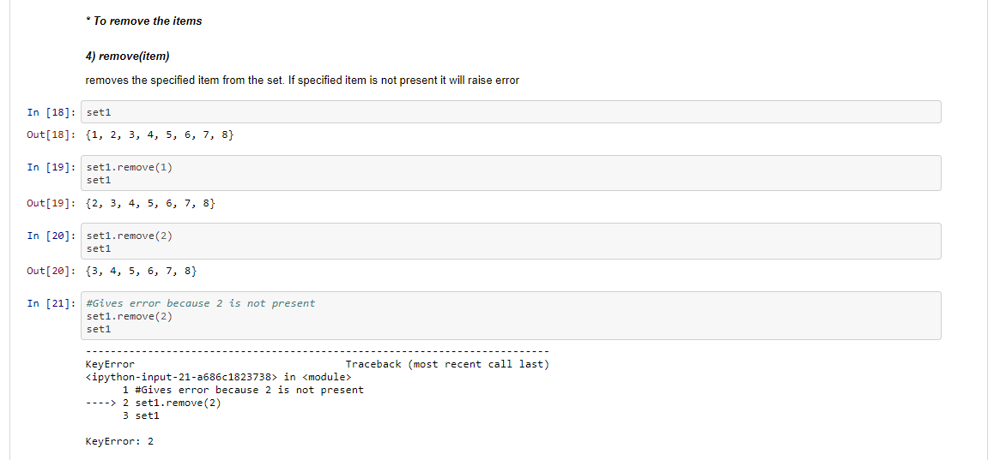 * To remove the items
4) remove(item)
removes the specified item from the set. If specified item is not present it will raise error
In [18]: set1
Out[18]: {1, 2, 3, 4, 5, 6, 7, 8}
In [19]: set1.remove(1)
set1
Out[19]: {2, 3, 4, 5, 6, 7, 8}
In [20]: set1.remove(2)
set1
Out[20]: {3, 4, 5, 6, 7, 8}
In [21]: #Gives error because 2 is not present
set1.remove(2)
set1
---------------------------------------------------------------------------
KeyError                                  Traceback (most recent call last)
<ipython-input-21-a686c1823738> in <module>
      1 #Gives error because 2 is not present
----> 2 set1.remove(2)
      3 set1
KeyError: 2